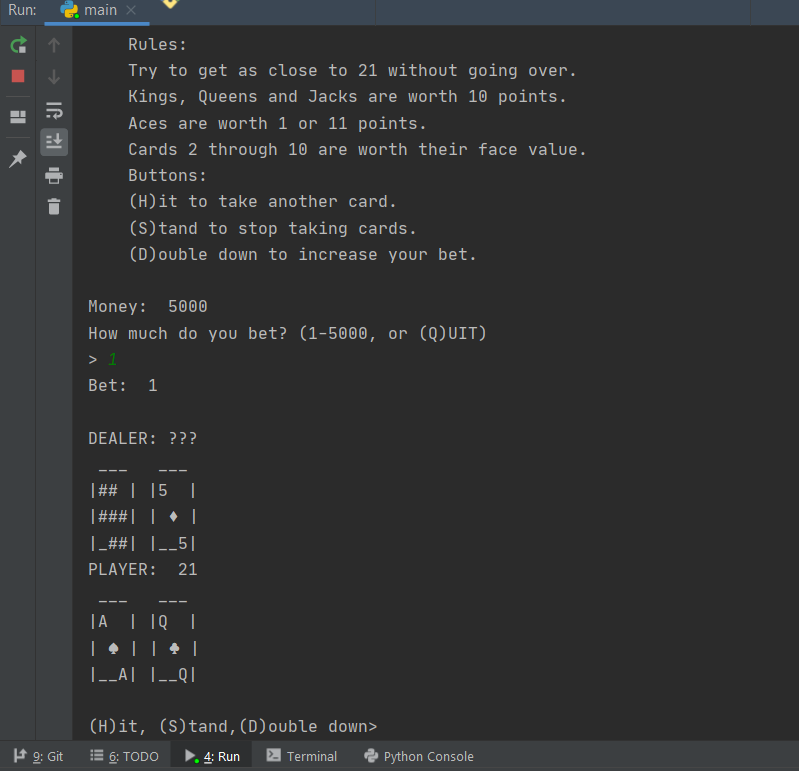 Run: main
Rules:
Try to get as close to 21 without going over.
Kings, Queens and Jacks are worth 10 points.
Aces are worth 1 or 11 points.
Cards 2 through 10 are worth their face value.
Buttons:
(H)it to take another card.
(S)tand to stop taking cards.
(D)ouble down to increase your bet.
Money:  5000
How much do you bet? (1-5000, or (Q)UIT)
> 1
Bet:  1
DEALER: ???
 ___   ___
|## | |5  |
|###| | ♦ |
|_##| |__5|
PLAYER:  21
 ___   ___
|A  | |Q  |
| ♠ | | ♣ |
|__A| |__Q|
(H)it, (S)tand,(D)ouble down>
9: Git 6: TODO 4: Run Terminal Python Console